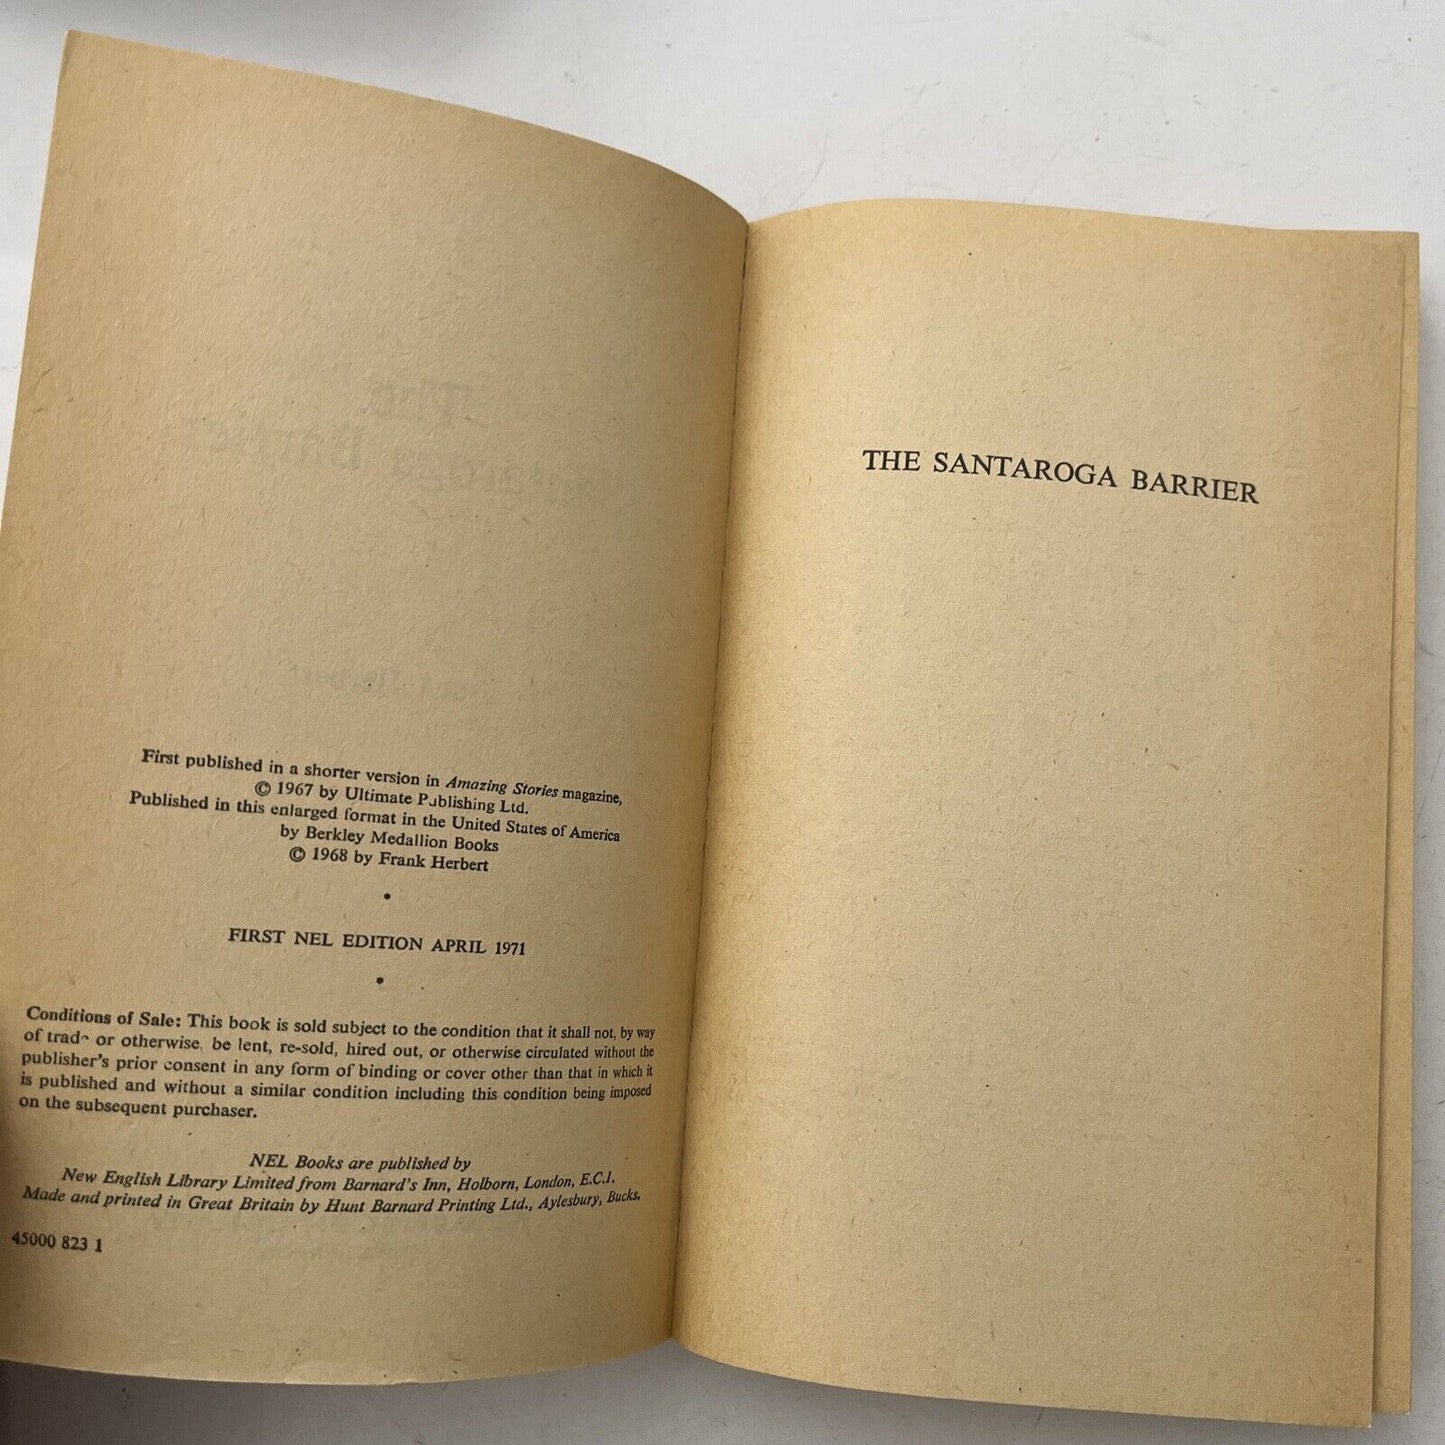 First published in a shorter version in Amazing Stories magazine,
© 1967 by Ultimate Publishing Ltd.
Published in this enlarged format in the United States of America
by Berkley Medallion Books
© 1968 by Frank Herbert
•
FIRST NEL EDITION APRIL 1971
•
Conditions of Sale: This book is sold subject to the condition that it shall not, by way
of trade or otherwise, be lent, re-sold, hired out, or otherwise circulated without the
publisher's prior consent in any form of binding or cover other than that in which it
is published and without a similar condition including this condition being imposed
on the subsequent purchaser.
NEL Books are published by
New English Library Limited from Barnard's Inn, Holborn, London, E.C.1.
Made and printed in Great Britain by Hunt Barnard Printing Ltd., Aylesbury, Bucks.
45000 823 1
THE SANTAROGA BARRIER